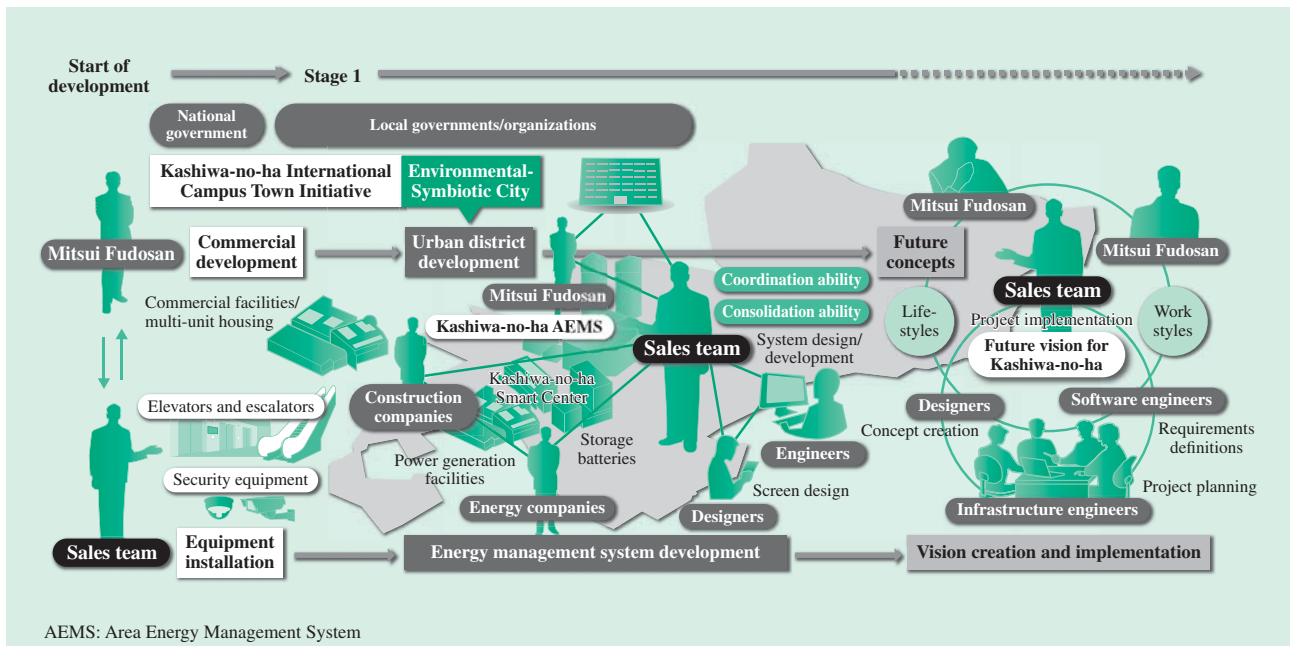 Start of
development
Stage 1
National
government
Local governments/organizations
Kashiwa-no-ha International
Campus Town Initiative
Environmental-
Symbiotic City
Mitsui Fudosan
Mitsui Fudosan
Commercial
development
Urban district
development
Future
concepts
Mitsui Fudosan
Coordination ability
Consolidation ability
Commercial facilities/
multi-unit housing
Mitsui Fudosan
Kashiwa-no-ha AEMS
Sales team
System design/
development
Life-
styles
Sales team
Work
styles
Project implementation
Future vision for
Kashiwa-no-ha
Kashiwa-no-ha
Smart Center
Construction
companies
Elevators and escalators
Designers
Concept creation
Software engineers
Requirements
definitions
Storage
batteries
Power generation
facilities
Engineers
Security equipment
Screen design
Project planning
Energy companies
Designers
Infrastructure engineers
Sales team
Equipment
installation
Energy management system development
Vision creation and implementation
AEMS: Area Energy Management System